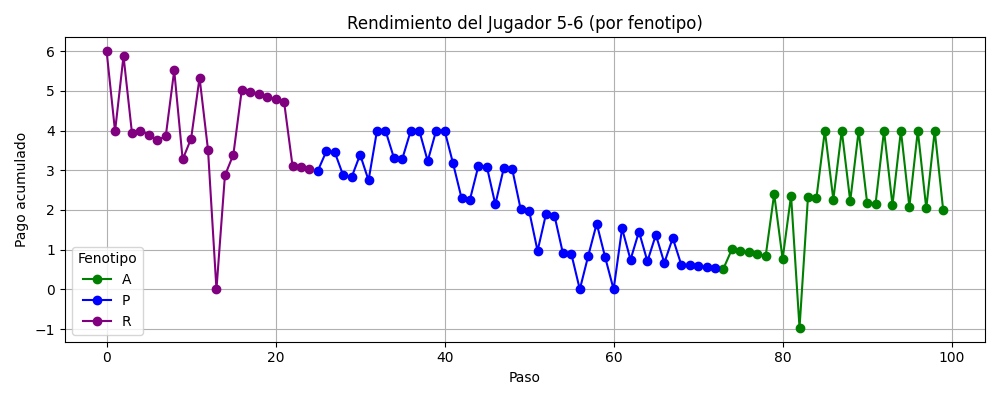 Rendimiento del Jugador 5-6 (por fenotipo)
Pago acumulado
6
5
4
3
2
1
0
−1
Fenotipo
A
P
R
0 20 40 60 80 100
Paso